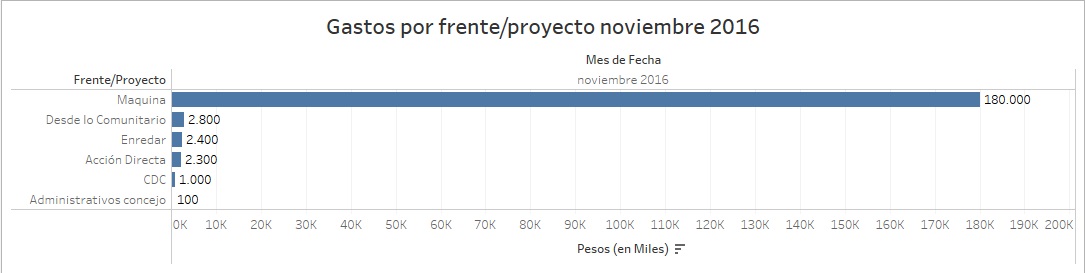 Gastos por frente/proyecto noviembre 2016
Mes de Fecha
Frente/Proyecto noviembre 2016
Maquina 180.000
Desde lo Comunitario 2.800
Enredar 2.400
Acción Directa 2.300
CDC 1.000
Administrativos concejo 100
0K 10K 20K 30K 40K 50K 60K 70K 80K 90K 100K 110K 120K 130K 140K 150K 160K 170K 180K 190K 200K
Pesos (en Miles)